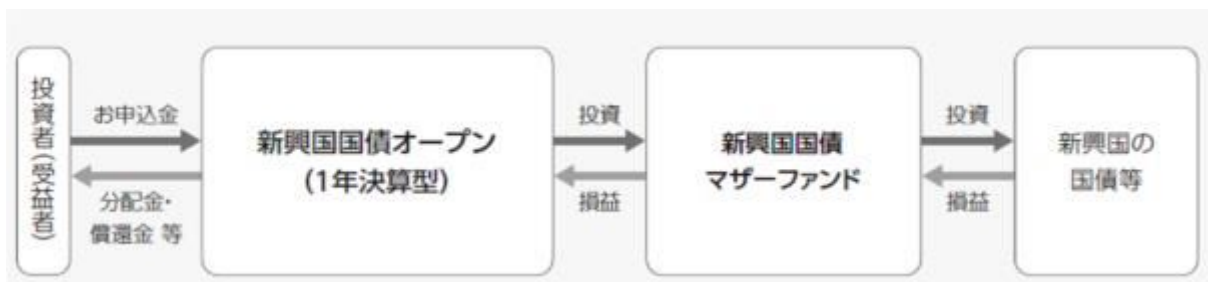 投資者(受益者)
お申込金
分配金・
償還金 等
新興国国債オープン
(1年決算型)
投資
損益
新興国国債
マザーファンド
投資
損益
新興国の
国債等